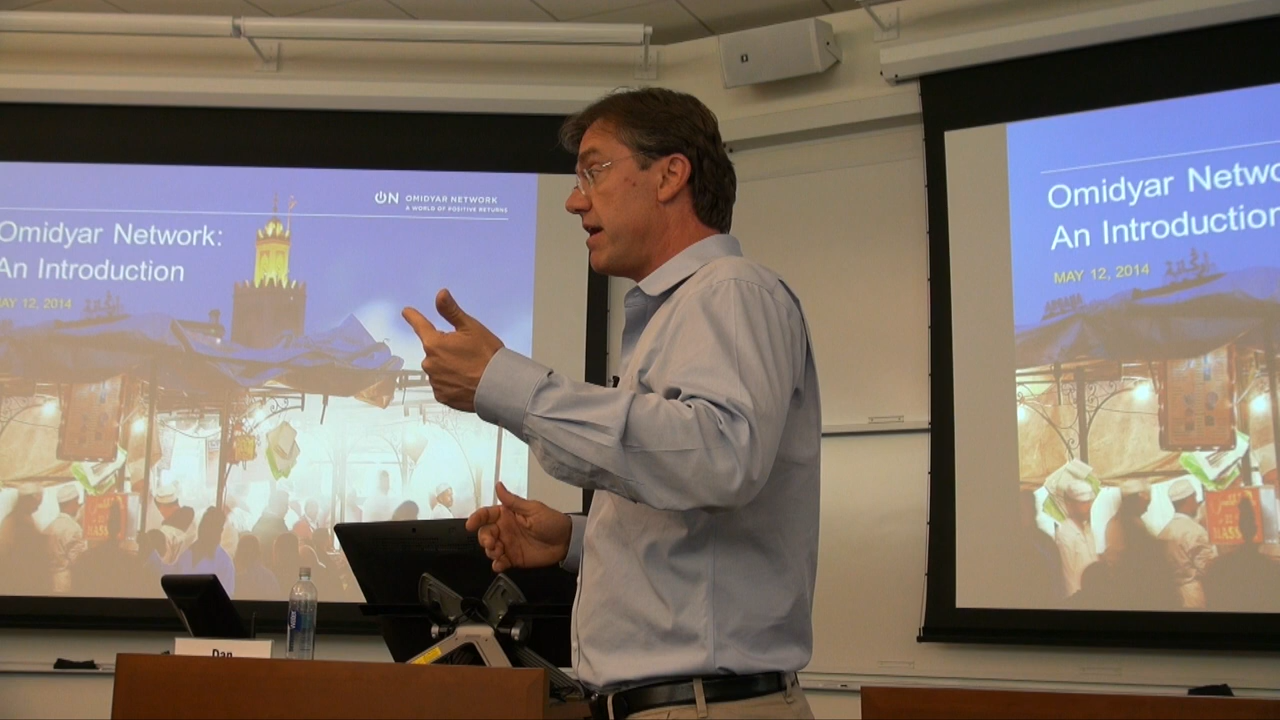 ON OMIDYAR NETWORK
A WORLD OF POSITIVE RETURNS
Omidyar Network:
An Introduction
MAY 12, 2014
Dan
Omidyar Netwo
An Introduction
MAY 12, 2014